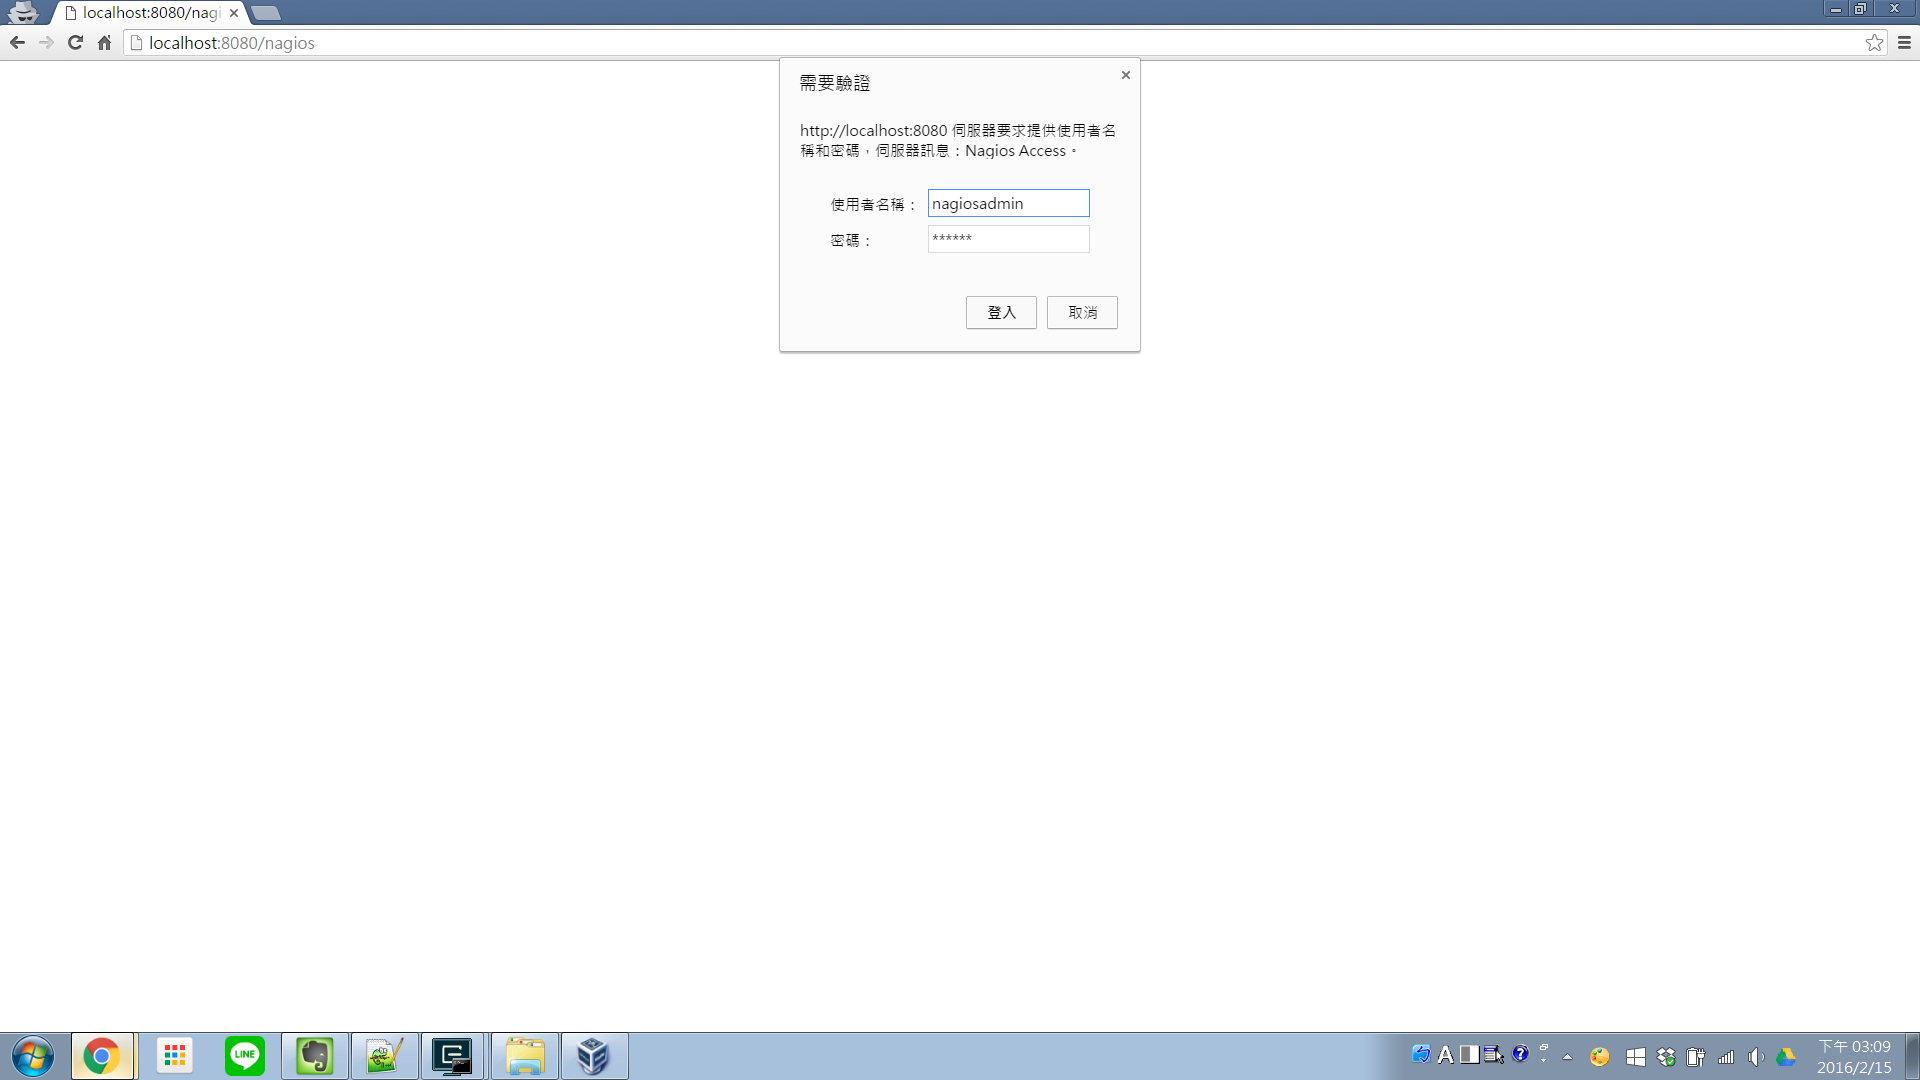 localhost:8080/nagi
localhost:8080/nagios
需要驗證
http://localhost:8080 伺服器要求提供使用者名
稱和密碼，伺服器訊息：Nagios Access。
使用者名稱：
nagiosadmin
密碼：
******
登入
取消
LINE
A
下午 03:09
2016/2/15